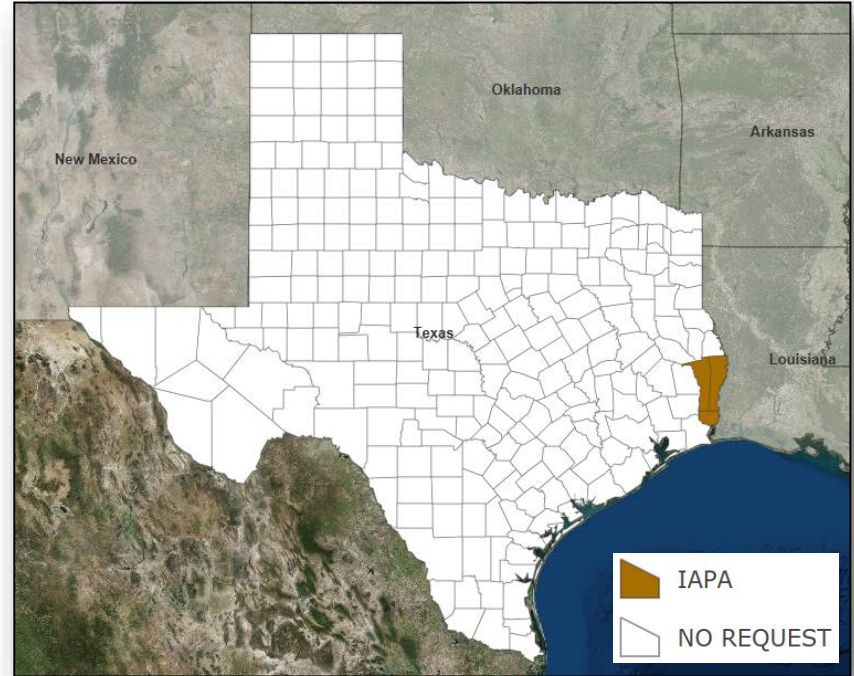 Oklahoma
Arkansas
New Mexico
Texas
Louisiana
IAPA
NO REQUEST